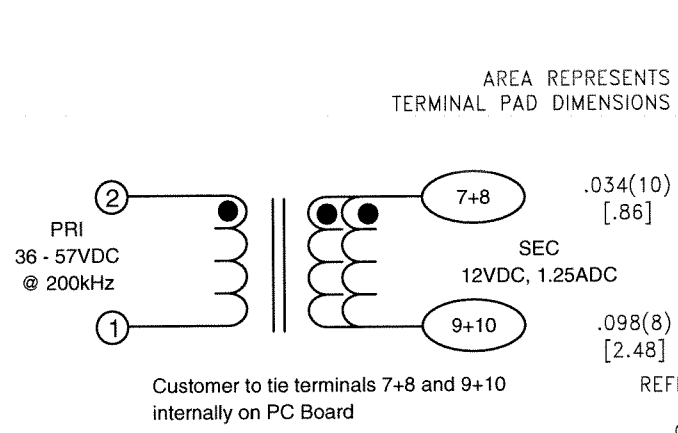 AREA REPRESENTS
TERMINAL PAD DIMENSIONS
2
7+8
.034(10)
[.86]
PRI
36 - 57VDC
@ 200kHz
SEC
12VDC, 1.25ADC
1
9+10
.098(8)
[2.48]
Customer to tie terminals 7+8 and 9+10
internally on PC Board